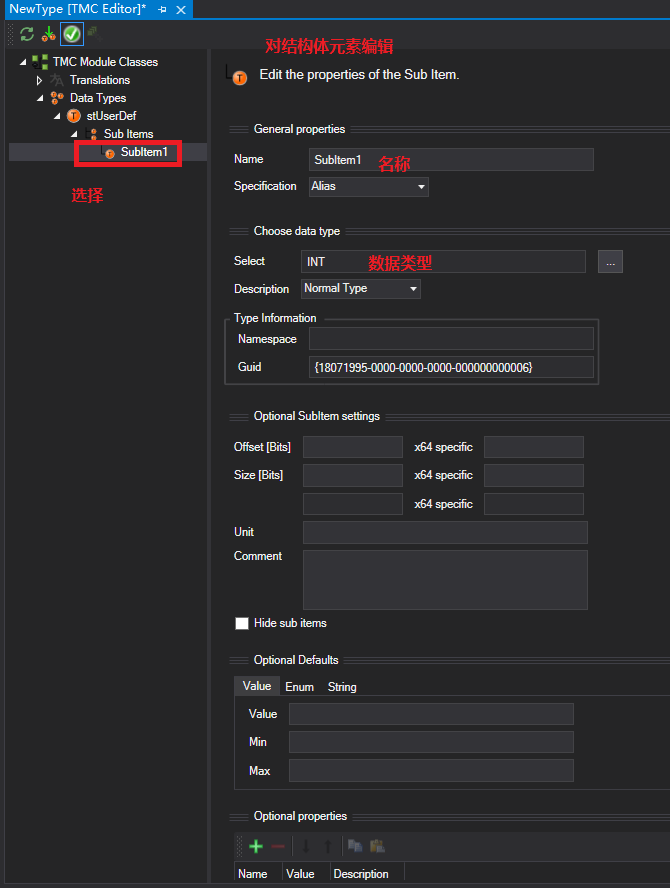 NewType [TMC Editor]*
TMC Module Classes
Translations
Data Types
stUserDef
Sub Items
SubItem1
选择
对结构体元素编辑
Edit the properties of the Sub Item.
General properties
Name SubItem1 名称
Specification Alias
Choose data type
Select INT 数据类型 ...
Description Normal Type
Type Information
Namespace
Guid {18071995-0000-0000-0000-000000000006}
Optional SubItem settings
Offset [Bits] x64 specific
Size [Bits] x64 specific
x64 specific
Unit
Comment
Hide sub items
Optional Defaults
Value Enum String
Value
Min
Max
Optional properties
Name Value Description